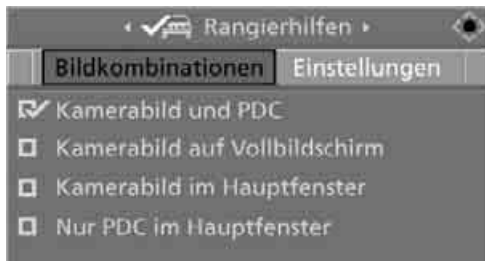 Rangierhilfen
Bildkombinationen Einstellungen
Kamerabild und PDC
Kamerabild auf Vollbildschirm
Kamerabild im Hauptfenster
Nur PDC im Hauptfenster